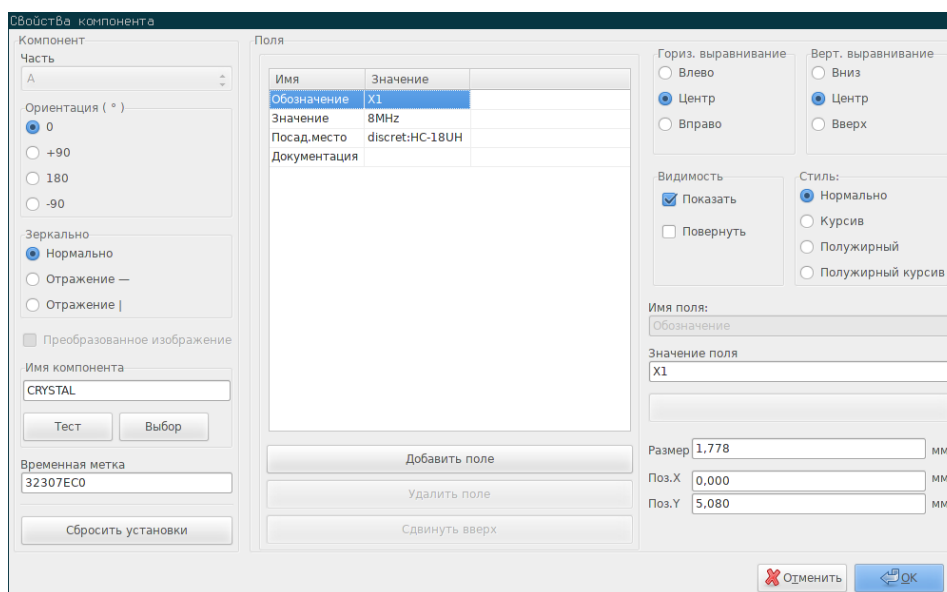 Свойства компонента
Компонент
Часть
A
Ориентация ( ° )
0
+90
180
-90
Зеркально
Нормально
Отражение —
Отражение |
Преобразованное изображение
Имя компонента
CRYSTAL
Тест Выбор
Временная метка
32307EC0
Сбросить установки
Поля
Имя Значение
Обозначение X1
Значение 8MHz
Посад.место discret:HC-18UH
Документация
Добавить поле
Удалить поле
Сдвинуть вверх
Гориз. выравнивание
Влево
Центр
Вправо
Верт. выравнивание
Вниз
Центр
Вверх
Видимость
Показать
Повернуть
Стиль:
Нормально
Курсив
Полужирный
Полужирный курсив
Имя поля:
Обозначение
Значение поля
X1
Размер 1,778 мм
Поз.X 0,000 мм
Поз.Y 5,080 мм
Отменить OK